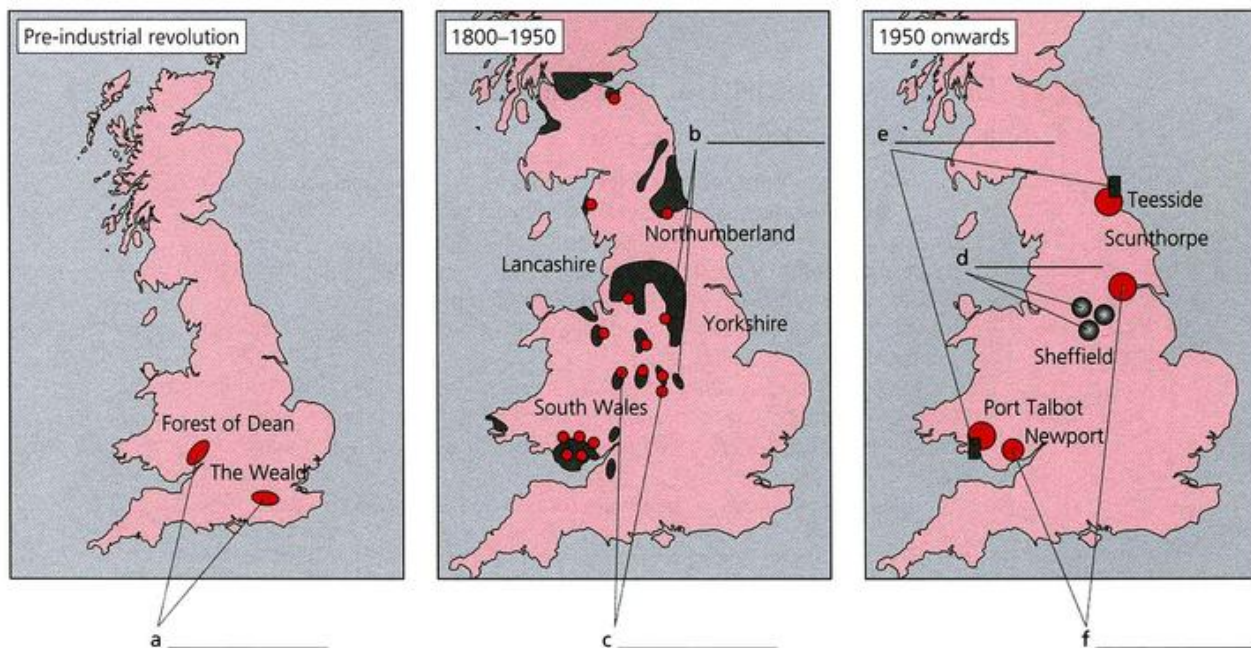 Pre-industrial revolution
Forest of Dean
The Weald
a
1800–1950
b
Northumberland
Lancashire
Yorkshire
South Wales
c
1950 onwards
e
Teesside
Scunthorpe
d
Sheffield
Port Talbot
Newport
f